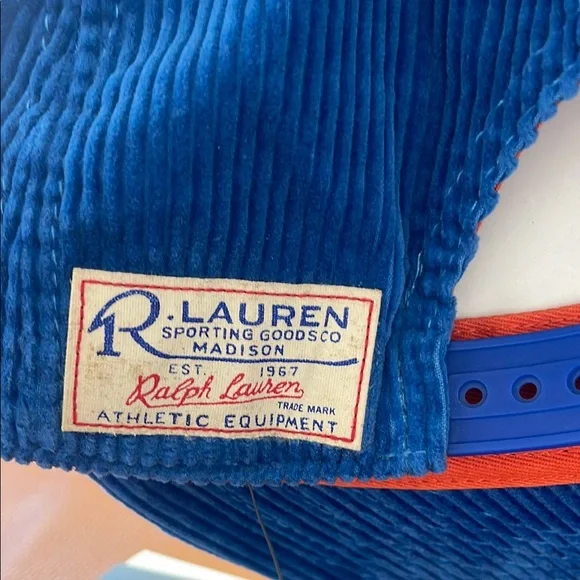 R. LAUREN
SPORTING GOODSCO
MADISON
EST. 1967
Ralph Lauren
TRADE MARK
ATHLETIC EQUIPMENT